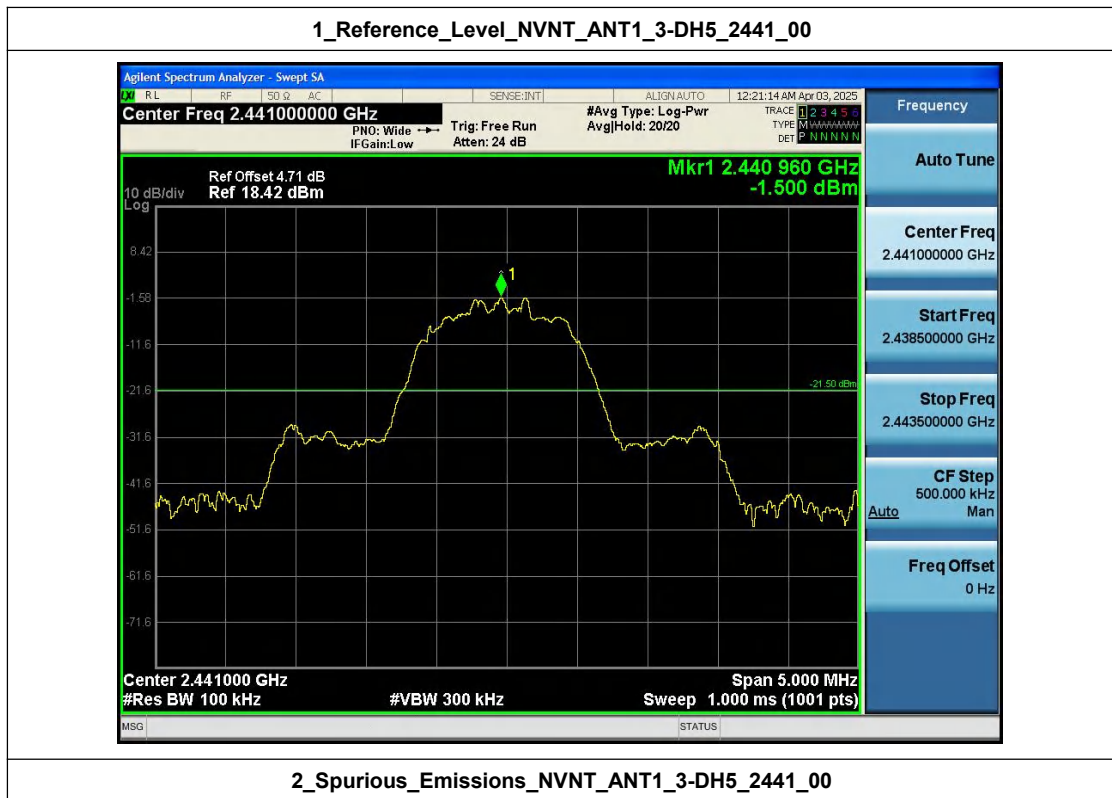 1_Reference_Level_NVNT_ANT1_3-DH5_2441_00
Agilent Spectrum Analyzer - Swept SA
LXI RL RF 50 Ω AC SENSE:INT ALIGN AUTO 12:21:14 AM Apr 03, 2025
Center Freq 2.441000000 GHz
PNO: Wide
IFGain:Low
Trig: Free Run
Atten: 24 dB
#Avg Type: Log-Pwr
Avg|Hold: 20/20
TRACE 1 2 3 4 5 6
TYPE MWWWWW
DET P N N N N N
Mkr1 2.440 960 GHz
-1.500 dBm
Ref Offset 4.71 dB
10 dB/div Ref 18.42 dBm
Log
8.42
1
-1.58
-11.6
-21.6
-21.50 dBm
-31.6
-41.6
-51.6
-61.6
-71.6
Center 2.441000 GHz Span 5.000 MHz
#Res BW 100 kHz #VBW 300 kHz Sweep 1.000 ms (1001 pts)
MSG STATUS
Frequency
Auto Tune
Center Freq
2.441000000 GHz
Start Freq
2.438500000 GHz
Stop Freq
2.443500000 GHz
CF Step
500.000 kHz
Auto Man
Freq Offset
0 Hz
2_Spurious_Emissions_NVNT_ANT1_3-DH5_2441_00